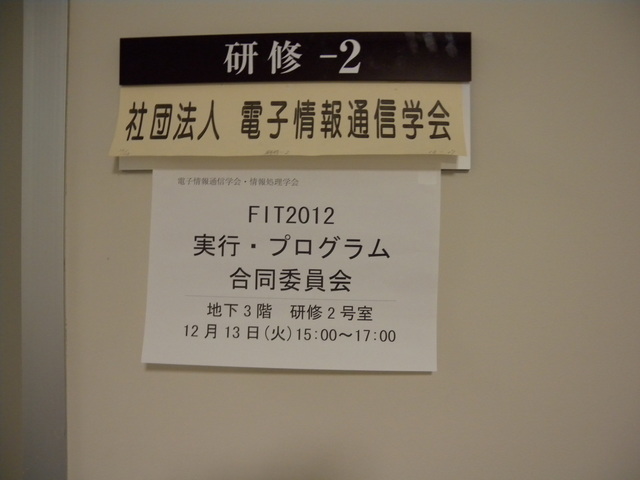 研修-2
社団法人 電子情報通信学会
電子情報通信学会・情報処理学会
FIT2012
実行・プログラム
合同委員会
地下3階 研修2号室
12月13日(火)15:00～17:00